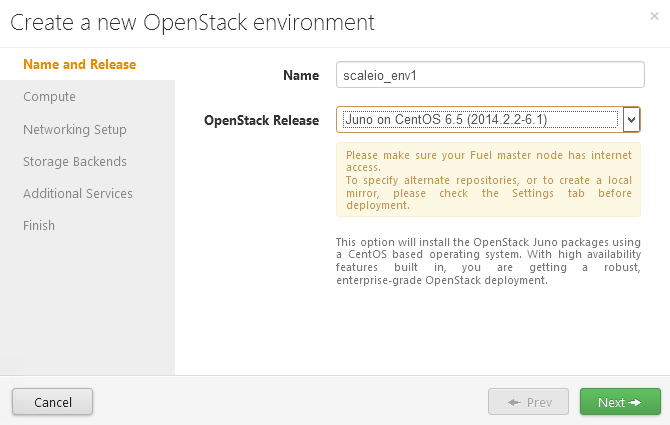 Create a new OpenStack environment
×
Name and Release
Compute
Networking Setup
Storage Backends
Additional Services
Finish
Name
scaleio_env1
OpenStack Release
Juno on CentOS 6.5 (2014.2.2-6.1)
Please make sure your Fuel master node has internet
access.
To specify alternate repositories, or to create a local
mirror, please check the Settings tab before
deployment.
This option will install the OpenStack Juno packages using
a CentOS based operating system. With high availability
features built in, you are getting a robust,
enterprise-grade OpenStack deployment.
Cancel
Prev
Next